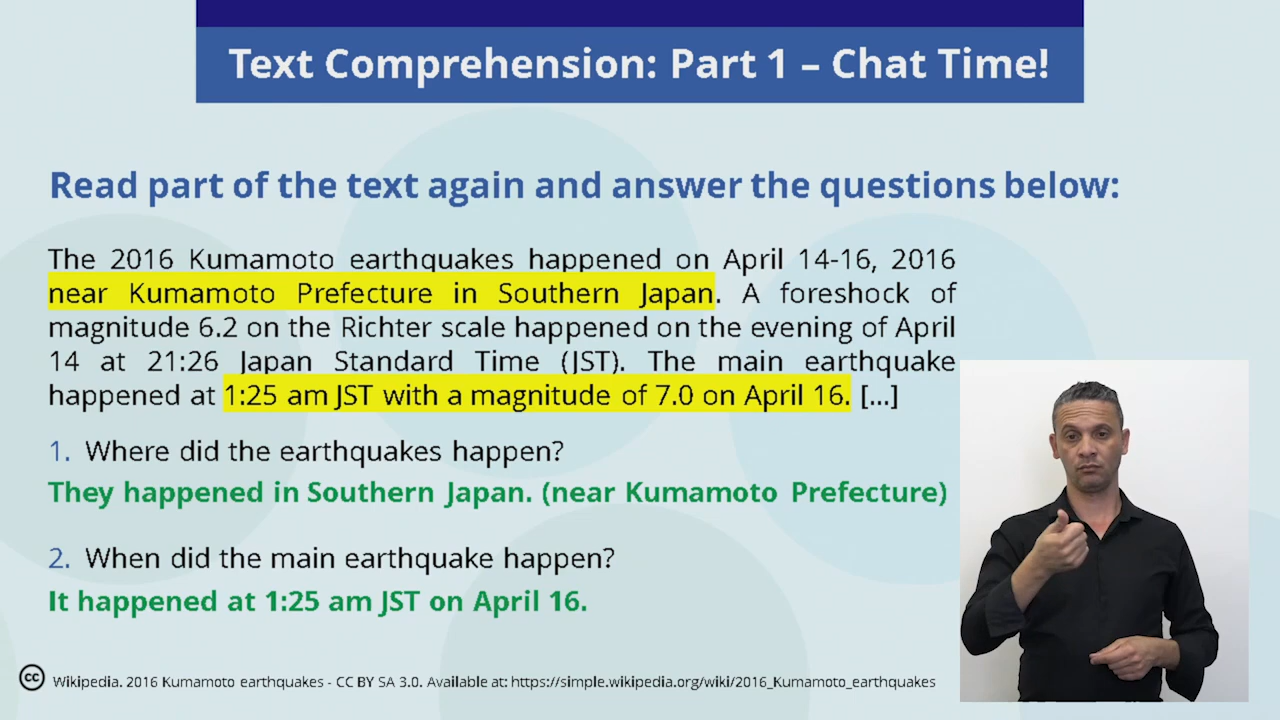 Text Comprehension: Part 1 – Chat Time!
Read part of the text again and answer the questions below:
The 2016 Kumamoto earthquakes happened on April 14-16, 2016
near Kumamoto Prefecture in Southern Japan. A foreshock of
magnitude 6.2 on the Richter scale happened on the evening of April
14 at 21:26 Japan Standard Time (JST). The main earthquake
happened at 1:25 am JST with a magnitude of 7.0 on April 16. [...]
1. Where did the earthquakes happen?
They happened in Southern Japan. (near Kumamoto Prefecture)
2. When did the main earthquake happen?
It happened at 1:25 am JST on April 16.
cc Wikipedia. 2016 Kumamoto earthquakes - CC BY SA 3.0. Available at: https://simple.wikipedia.org/wiki/2016_Kumamoto_earthquakes